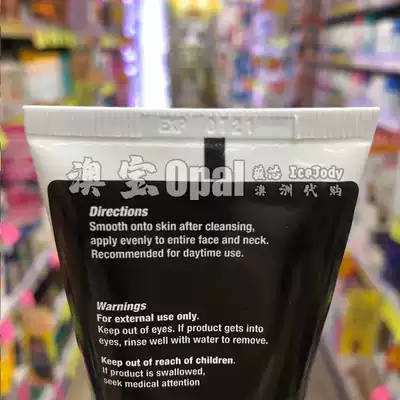 EXP 11 21
澳宝Opal 薇恋 IceJody
澳洲代购
Directions
Smooth onto skin after cleansing,
apply evenly to entire face and neck.
Recommended for daytime use.
Warnings
For external use only.
Keep out of eyes. If product gets into
eyes, rinse well with water to remove.
Keep out of reach of children.
If product is swallowed,
seek medical attention